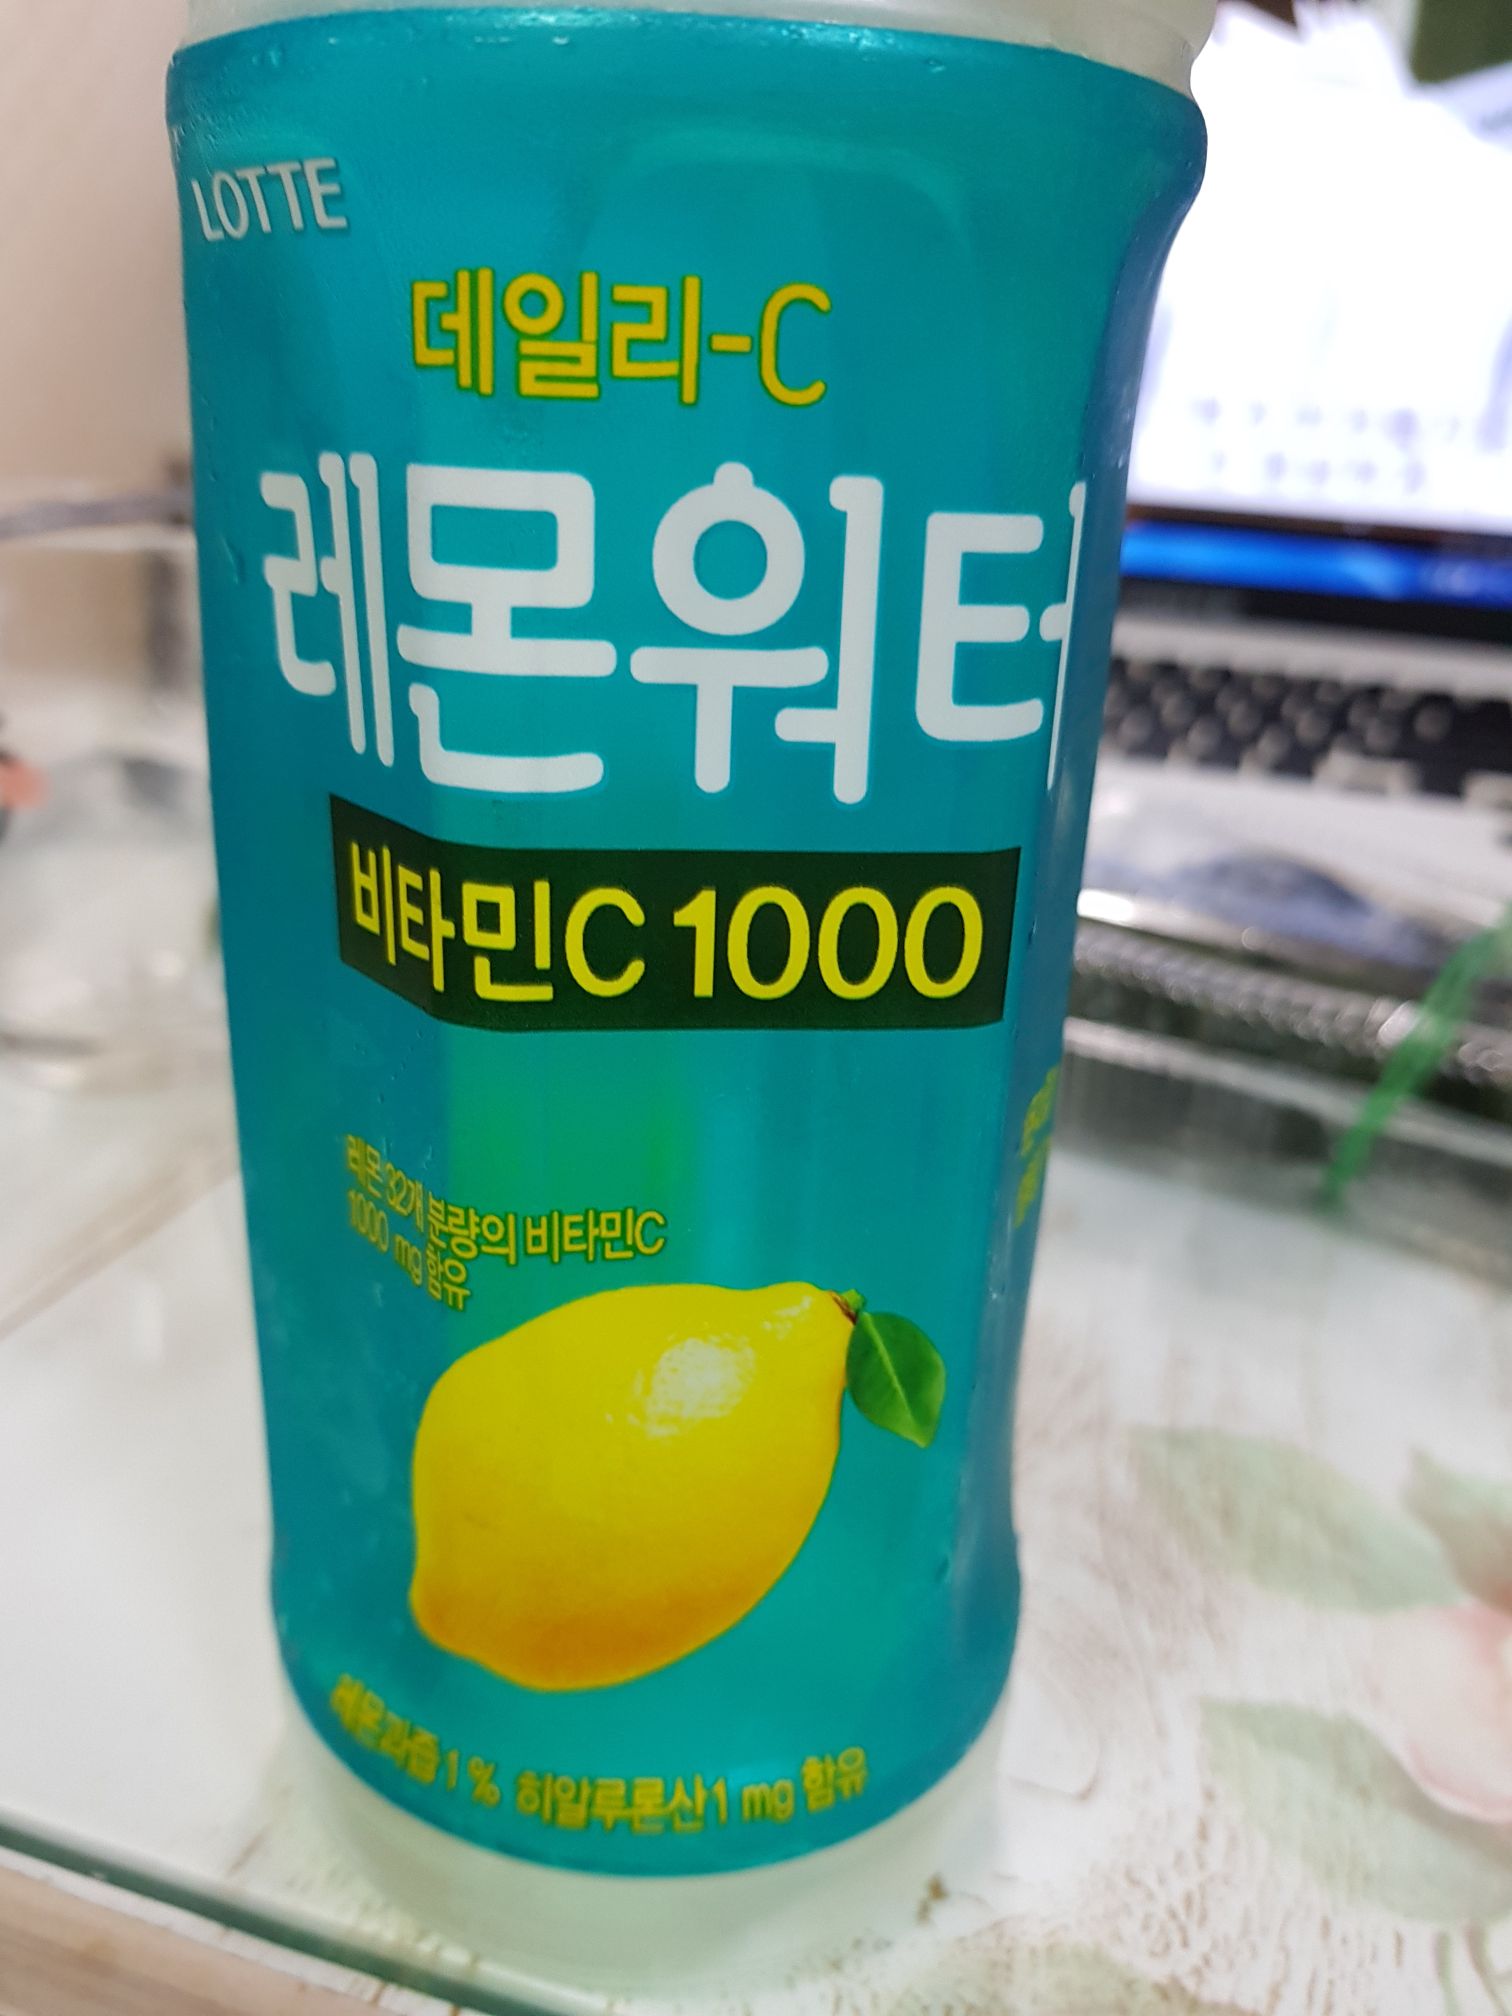 LOTTE
데일리-C
레몬워터
비타민C 1000
레몬 32개 분량의 비타민C
1000 mg 함유
레몬과즙 1% 히알루론산 1 mg 함유